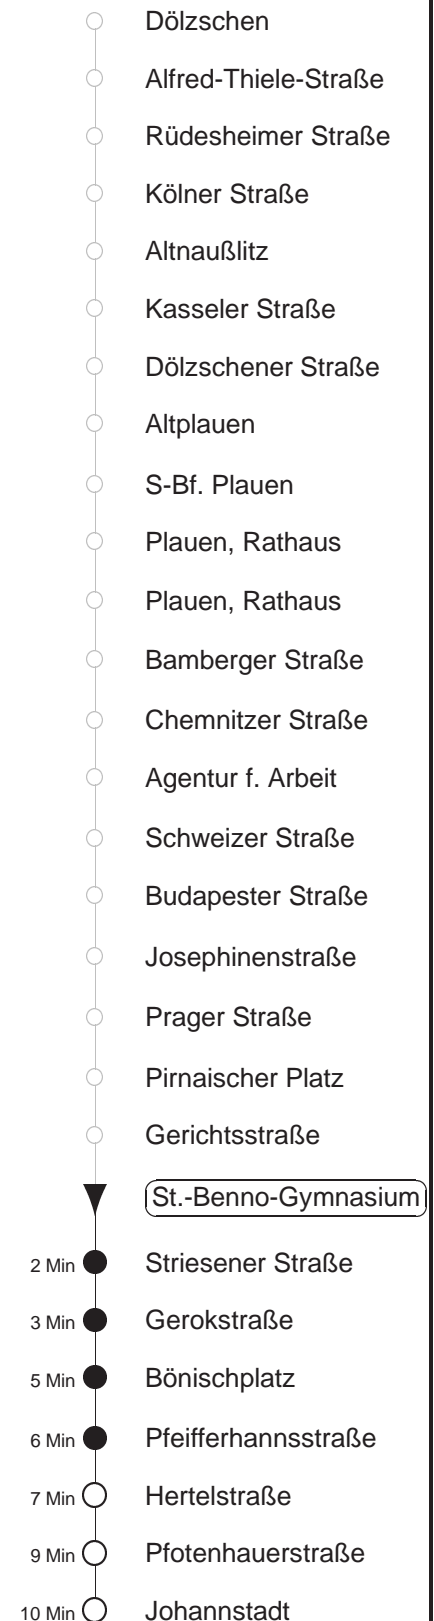 Dölzschen
Alfred-Thiele-Straße
Rüdesheimer Straße
Kölner Straße
Altnaußlitz
Kasseler Straße
Dölzschener Straße
Altplauen
S-Bf. Plauen
Plauen, Rathaus
Plauen, Rathaus
Bamberger Straße
Chemnitzer Straße
Agentur f. Arbeit
Schweizer Straße
Budapester Straße
Josephinenstraße
Prager Straße
Pirnaischer Platz
Gerichtsstraße
St.-Benno-Gymnasium
2 Min Striesener Straße
3 Min Gerokstraße
5 Min Bönischplatz
6 Min Pfeifferhannsstraße
7 Min Hertelstraße
9 Min Pfotenhauerstraße
10 Min Johannstadt